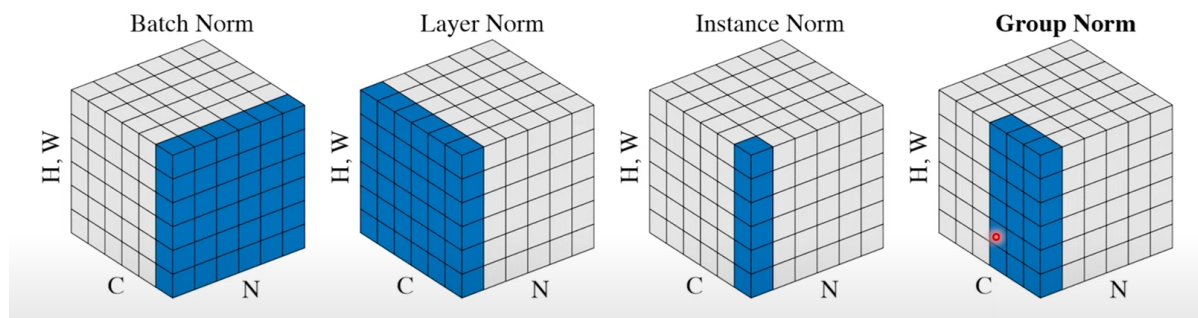 Batch Norm
Layer Norm
Instance Norm
Group Norm
H, W
C
N
H, W
C
N
H, W
C
N
H, W
C
N